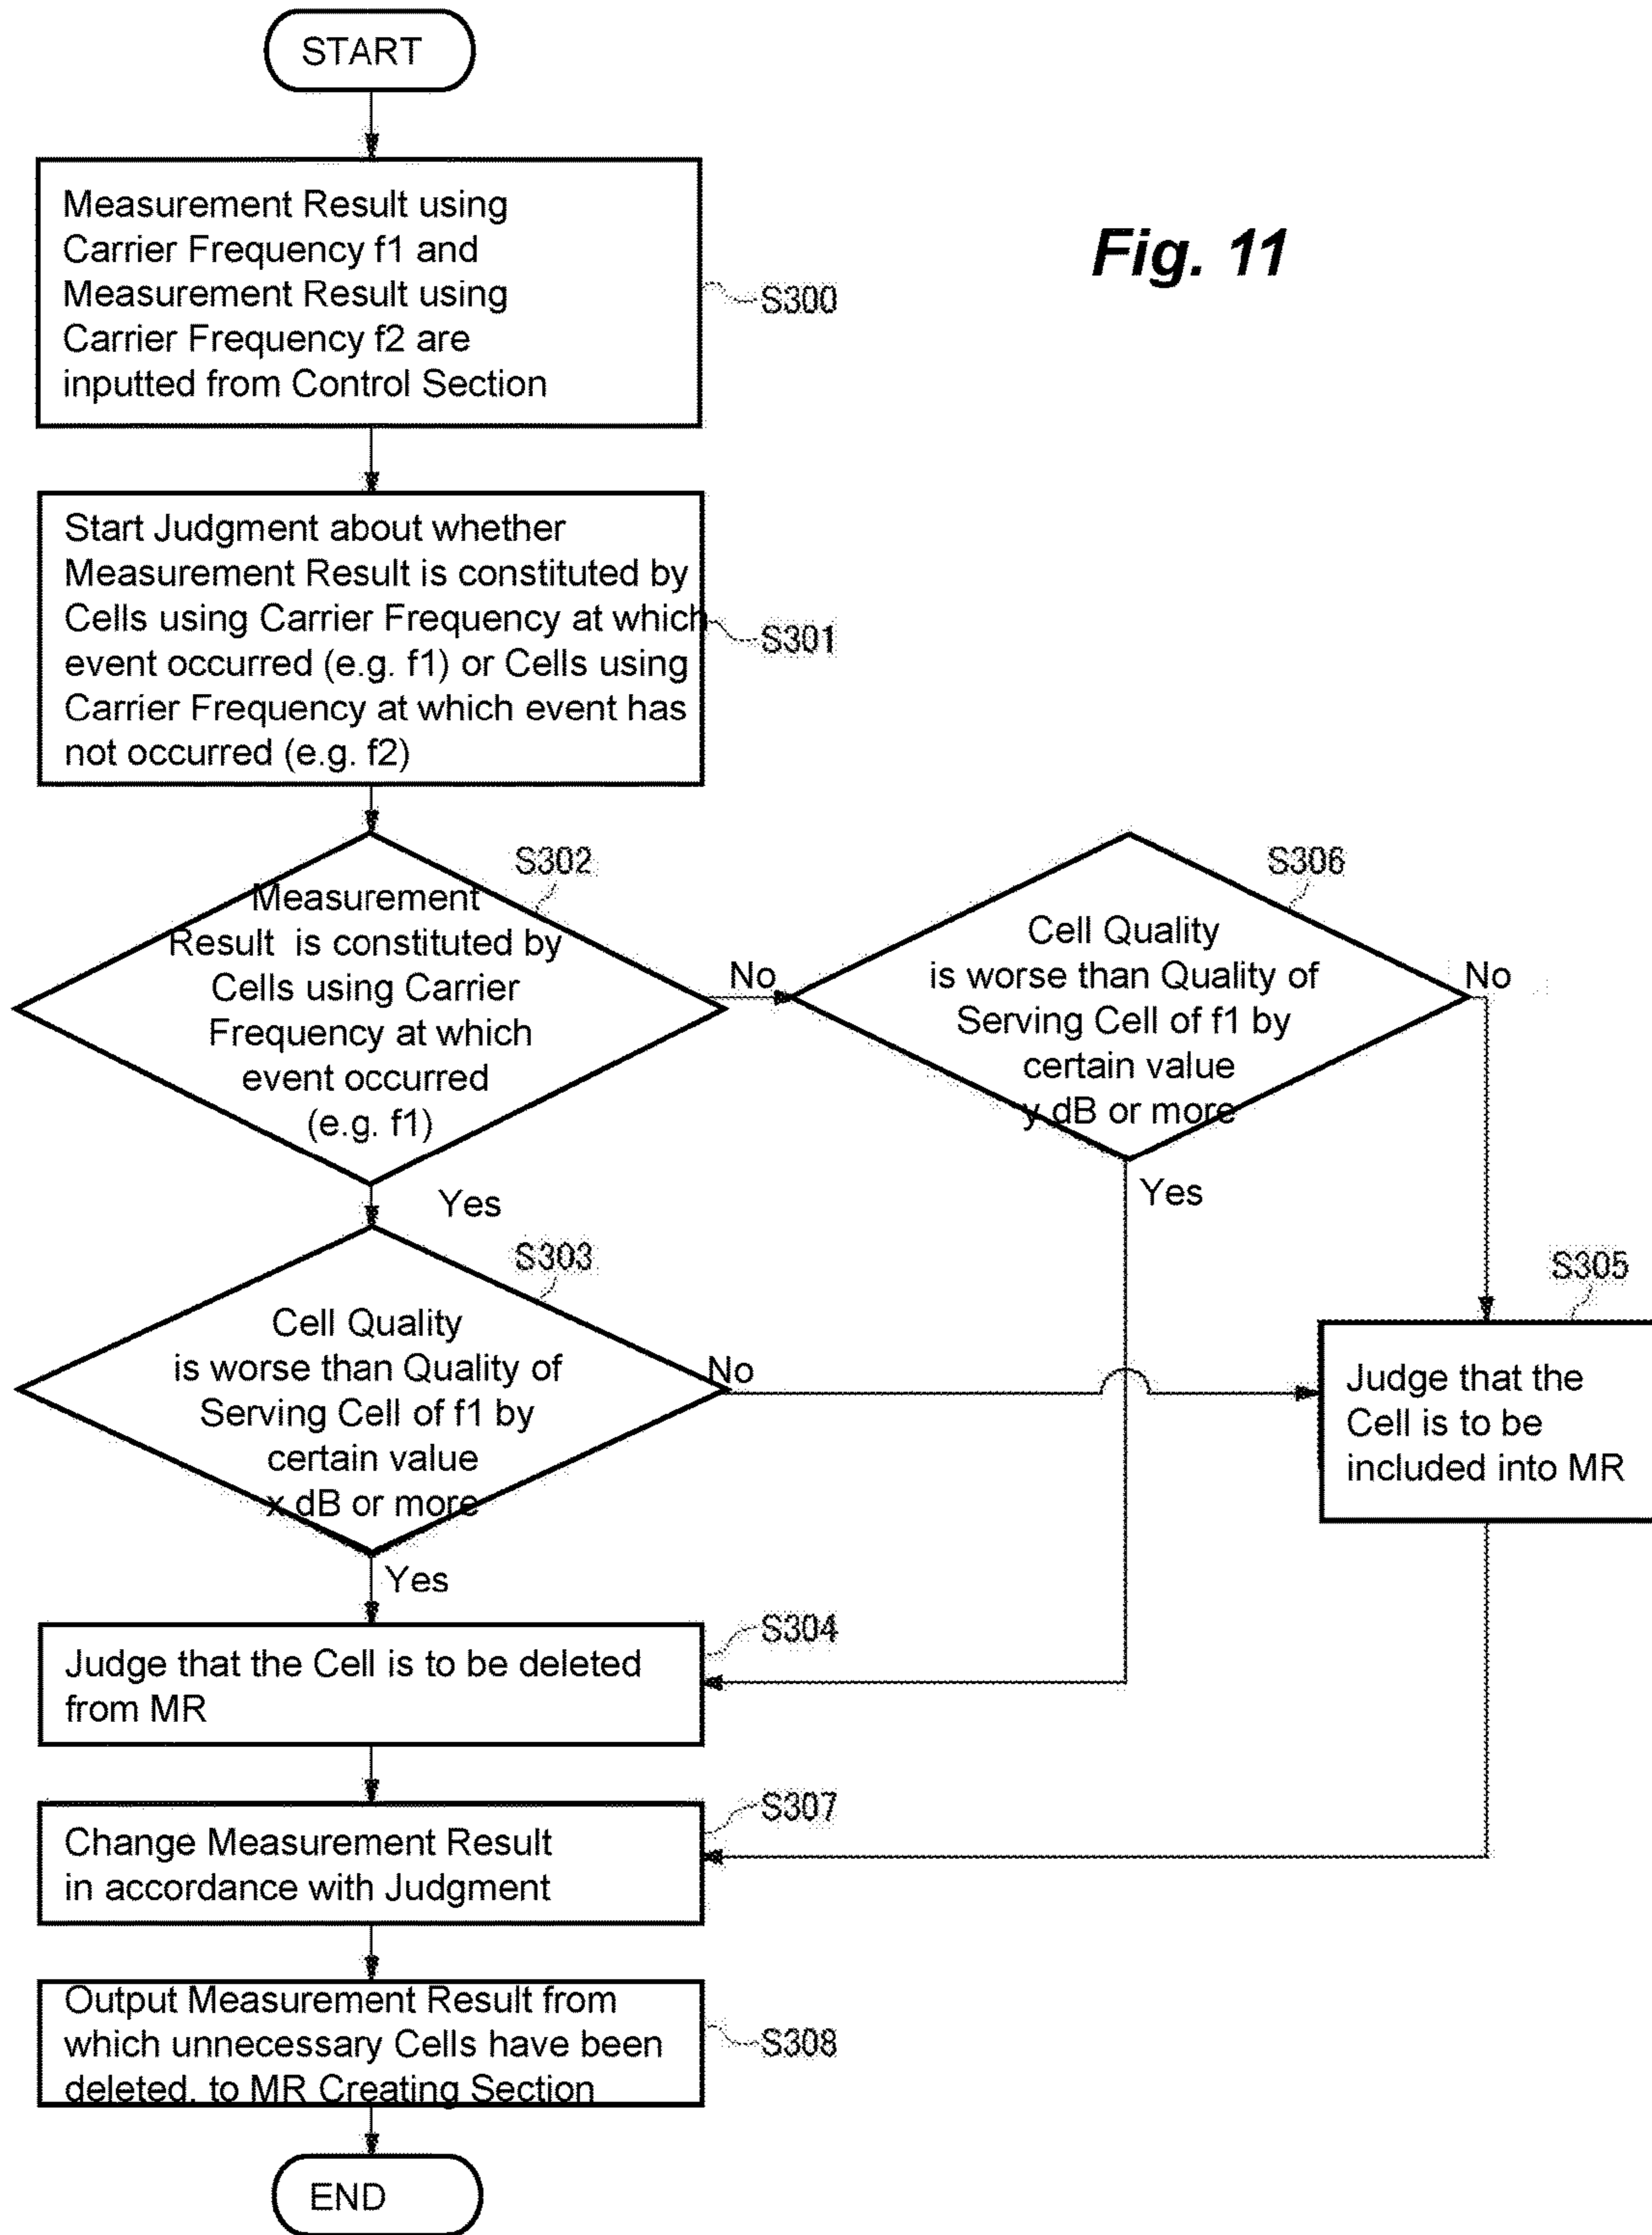 START
Fig. 11
Measurement Result using
Carrier Frequency f1 and
Measurement Result using
Carrier Frequency f2 are
inputted from Control Section
S300
Start Judgment about whether
Measurement Result is constituted by
Cells using Carrier Frequency at which
event occurred (e.g. f1) or Cells using
Carrier Frequency at which event has
not occurred (e.g. f2)
S301
S302
Measurement
Result is constituted by
Cells using Carrier
Frequency at which
event occurred
(e.g. f1)
No
Yes
S306
Cell Quality
is worse than Quality of
Serving Cell of f1 by
certain value
y dB or more
No
Yes
S303
Cell Quality
is worse than Quality of
Serving Cell of f1 by
certain value
x dB or more
No
Yes
S305
Judge that the
Cell is to be
included into MR
S304
Judge that the Cell is to be deleted
from MR
S307
Change Measurement Result
in accordance with Judgment
Output Measurement Result from
which unnecessary Cells have been
deleted, to MR Creating Section
S308
END